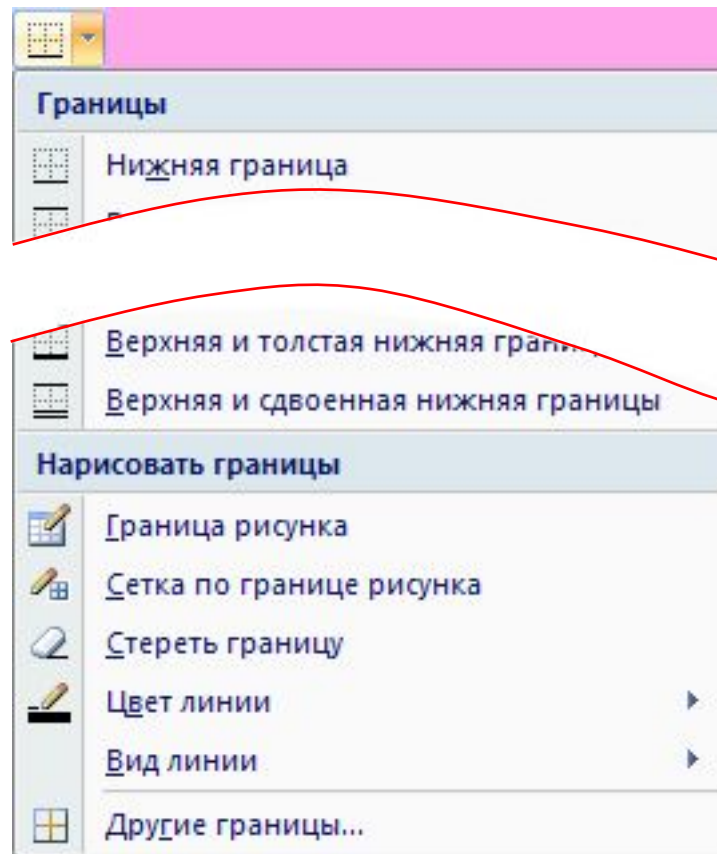 Границы
Нижняя граница
Верхняя и толстая нижняя
Верхняя и сдвоенная нижняя границы
Нарисовать границы
Граница рисунка
Сетка по границе рисунка
Стереть границу
Цвет линии
Вид линии
Другие границы...